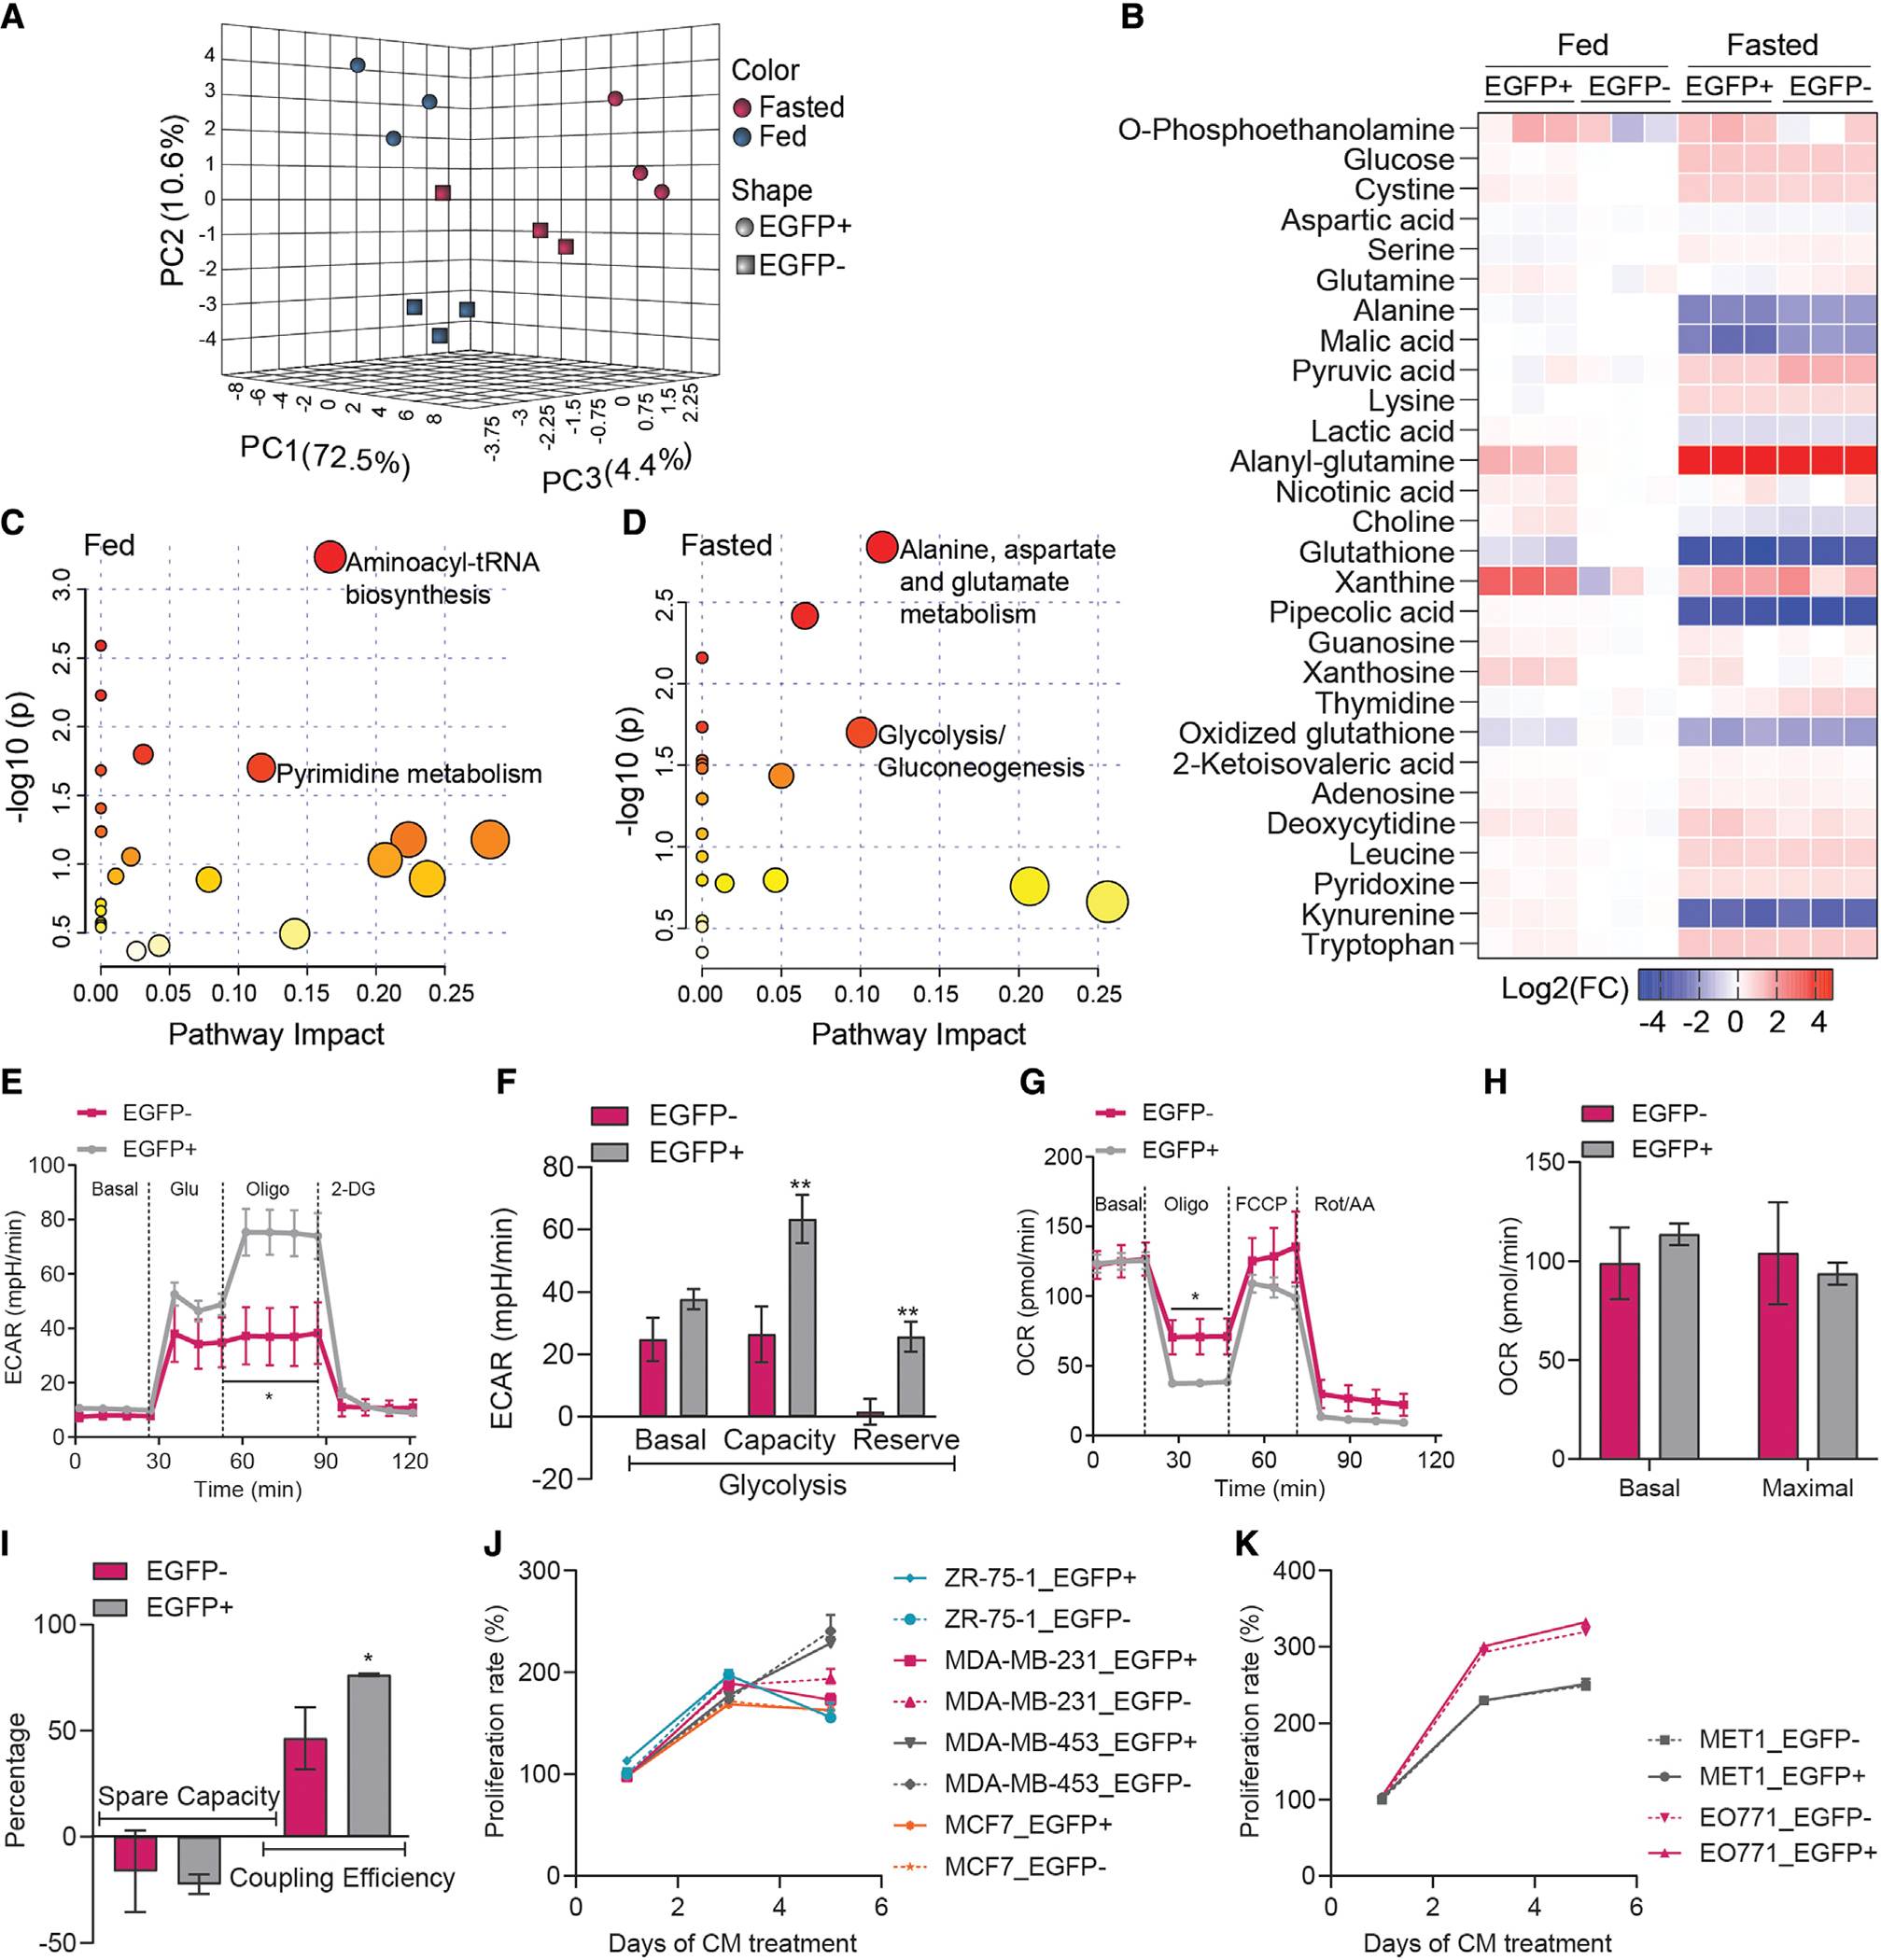 A
4
3
2
1
0
-1
-2
-3
-4
PC2 (10.6%)
-8
-6
-4
-2
0
2
4
6
8
PC1(72.5%)
-3.75
-3
-2.25
-1.5
-0.75
0
0.75
1.5
2.25
PC3(4.4%)
Color
Fasted
Fed
Shape
EGFP+
EGFP-
B
Fed
Fasted
EGFP+ EGFP- EGFP+ EGFP-
O-Phosphoethanolamine
Glucose
Cystine
Aspartic acid
Serine
Glutamine
Alanine
Malic acid
Pyruvic acid
Lysine
Lactic acid
Alanyl-glutamine
Nicotinic acid
Choline
Glutathione
Xanthine
Pipecolic acid
Guanosine
Xanthosine
Thymidine
Oxidized glutathione
2-Ketoisovaleric acid
Adenosine
Deoxycytidine
Leucine
Pyridoxine
Kynurenine
Tryptophan
Log2(FC)
-4 -2 0 2 4
C
Fed
Aminoacyl-tRNA
biosynthesis
Pyrimidine metabolism
3.0
2.5
2.0
1.5
1.0
0.5
-log10 (p)
0.00 0.05 0.10 0.15 0.20 0.25
Pathway Impact
D
Fasted
Alanine, aspartate
and glutamate
metabolism
Glycolysis/
Gluconeogenesis
2.5
2.0
1.5
1.0
0.5
-log10 (p)
0.00 0.05 0.10 0.15 0.20 0.25
Pathway Impact
E
EGFP-
EGFP+
100
80
60
40
20
0
ECAR (mpH/min)
Basal Glu Oligo 2-DG
*
0 30 60 90 120
Time (min)
F
EGFP-
EGFP+
80
60
40
20
0
-20
ECAR (mpH/min)
**
**
Basal Capacity Reserve
Glycolysis
G
EGFP-
EGFP+
200
150
100
50
0
OCR (pmol/min)
Basal Oligo FCCP Rot/AA
*
0 30 60 90 120
Time (min)
H
EGFP-
EGFP+
150
100
50
0
OCR (pmol/min)
Basal Maximal
I
EGFP-
EGFP+
100
50
0
-50
Percentage
*
Spare Capacity
Coupling Efficiency
J
300
200
100
0
Proliferation rate (%)
0 2 4 6
Days of CM treatment
ZR-75-1_EGFP+
ZR-75-1_EGFP-
MDA-MB-231_EGFP+
MDA-MB-231_EGFP-
MDA-MB-453_EGFP+
MDA-MB-453_EGFP-
MCF7_EGFP+
MCF7_EGFP-
K
400
300
200
100
0
Proliferation rate (%)
0 2 4 6
Days of CM treatment
MET1_EGFP-
MET1_EGFP+
EO771_EGFP-
EO771_EGFP+